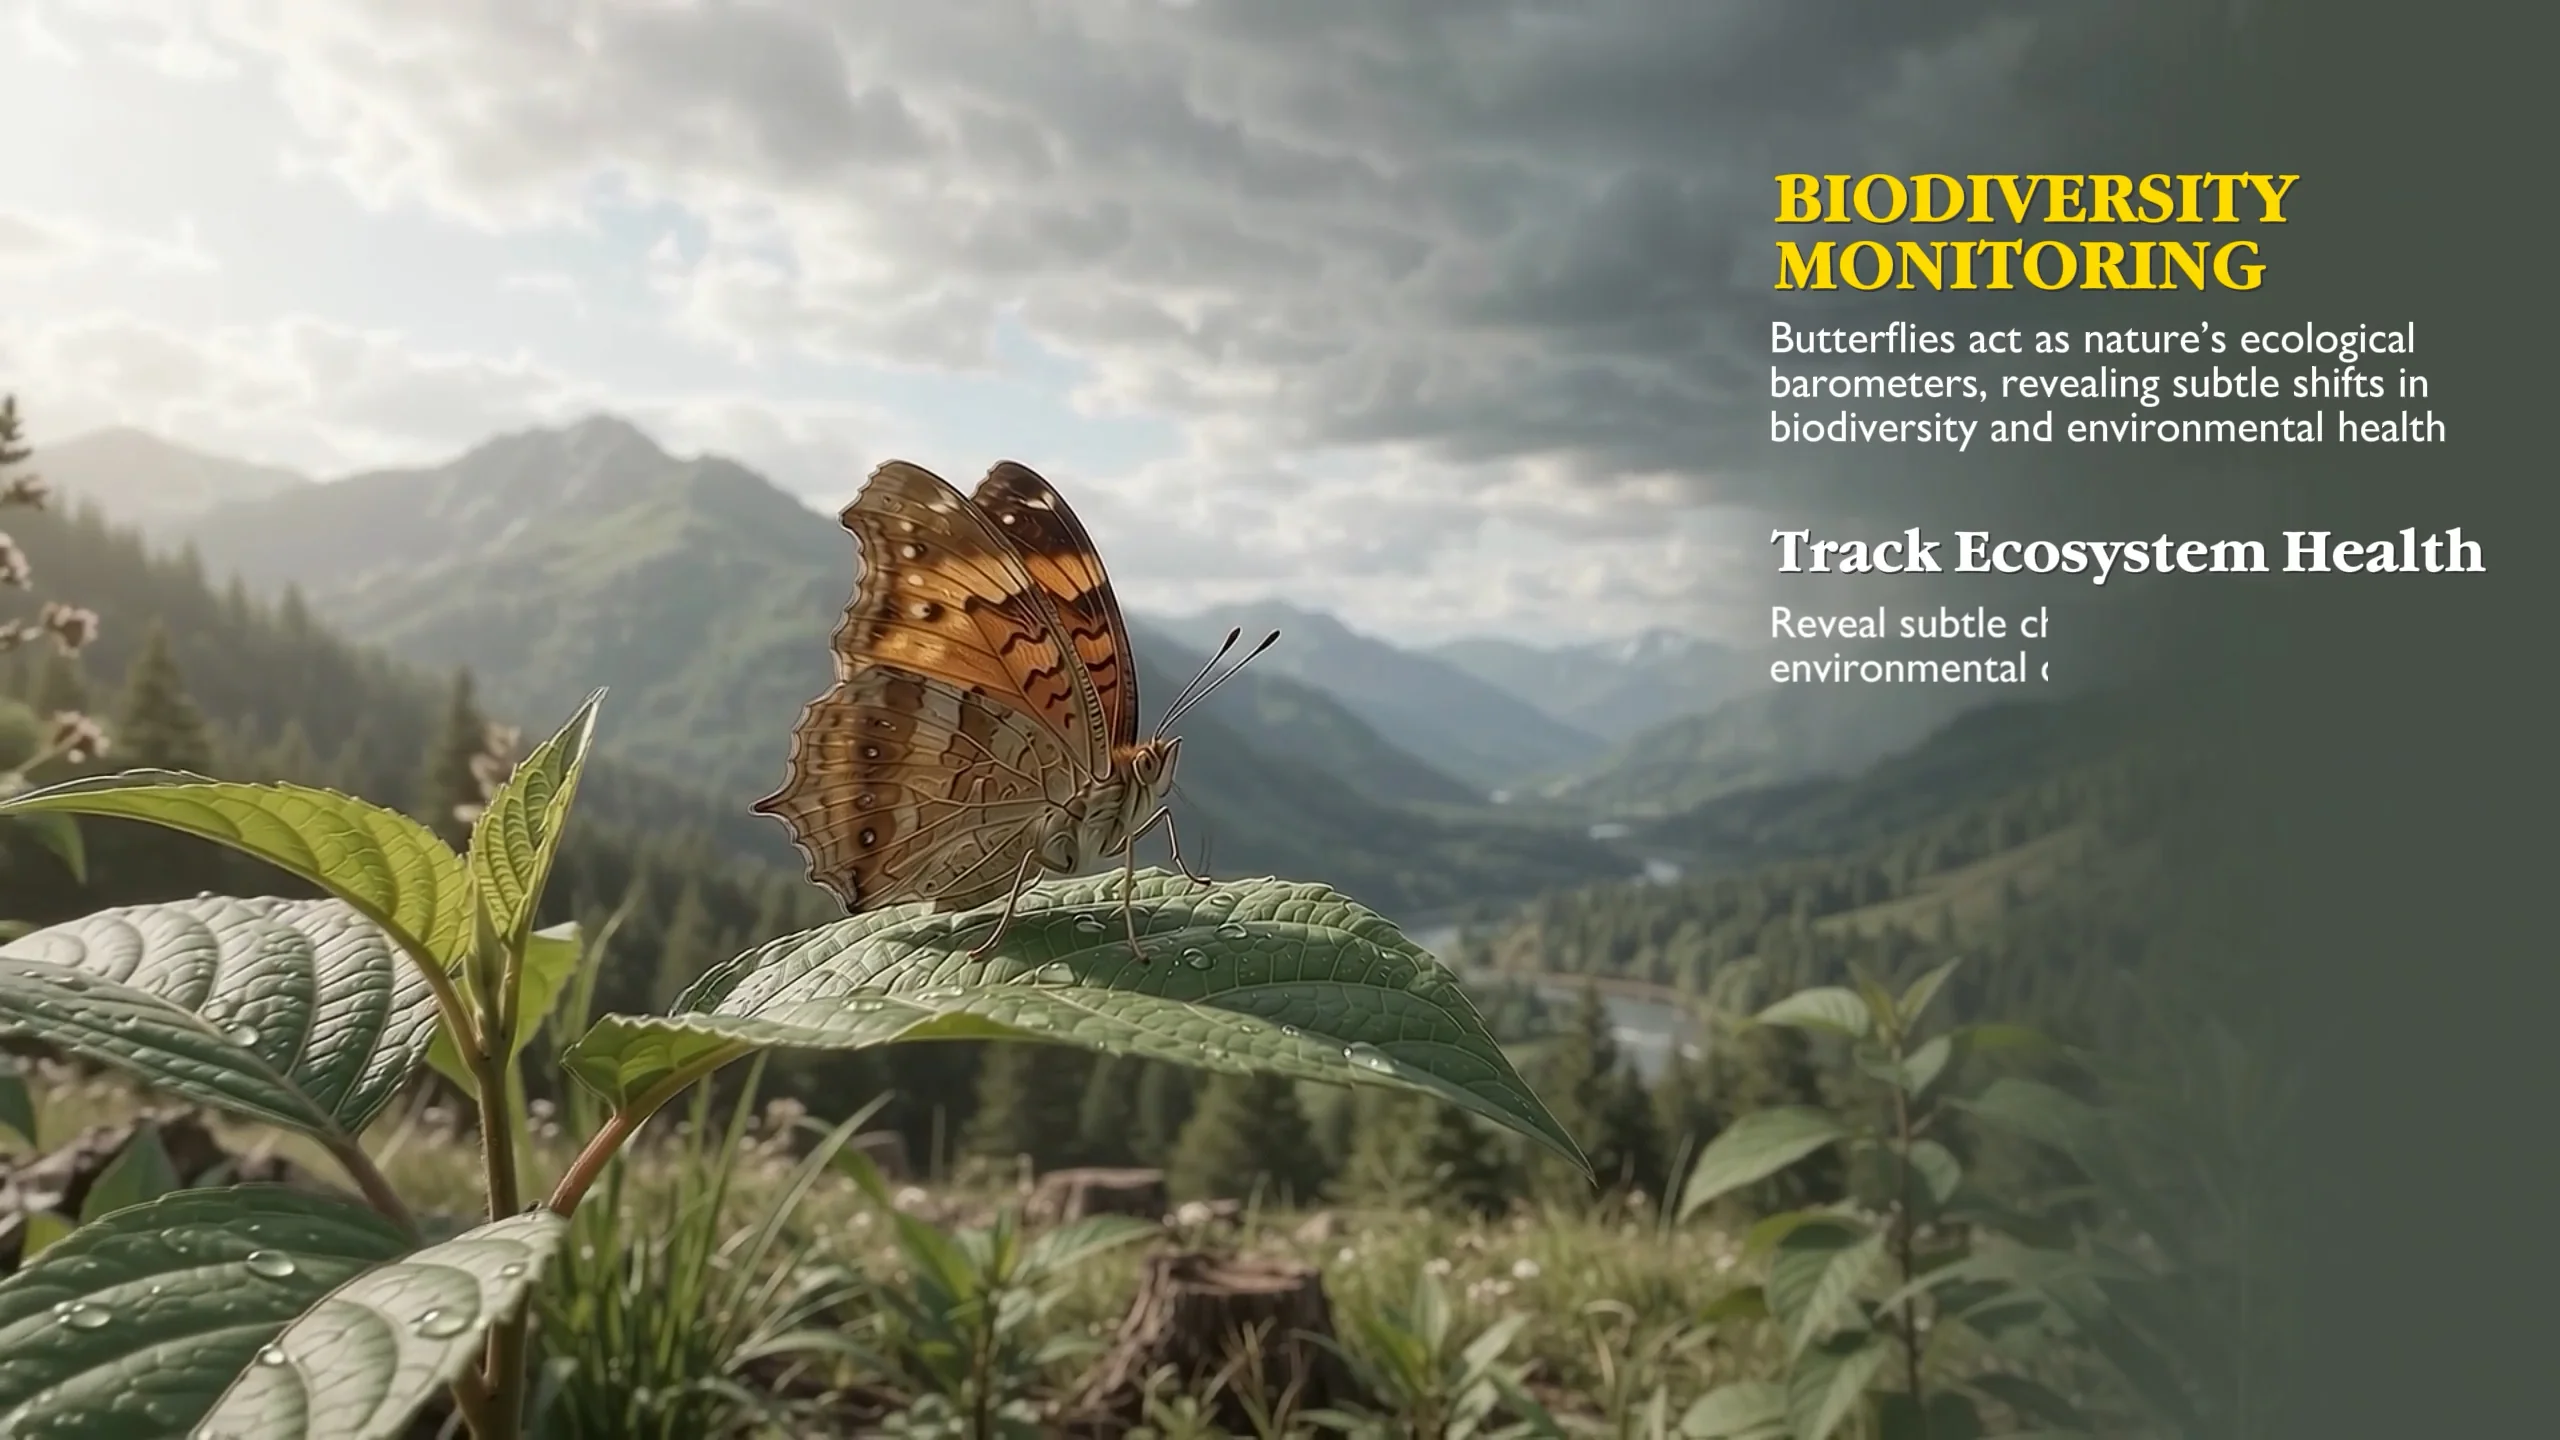 BIODIVERSITY
MONITORING
Butterflies act as nature’s ecological
barometers, revealing subtle shifts in
biodiversity and environmental health
Track Ecosystem Health
Reveal subtle
environmental